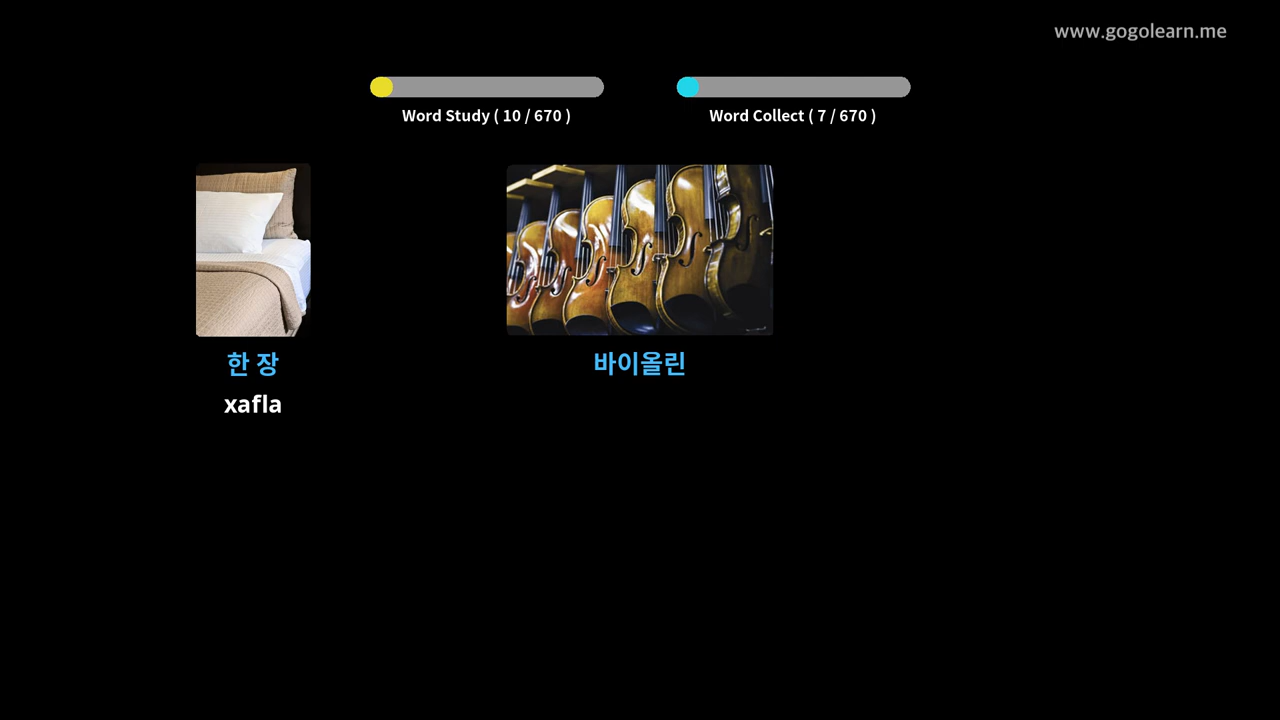 www.gogolearn.me
Word Study ( 10 / 670 )
Word Collect ( 7 / 670 )
한 장
바이올린
xafla